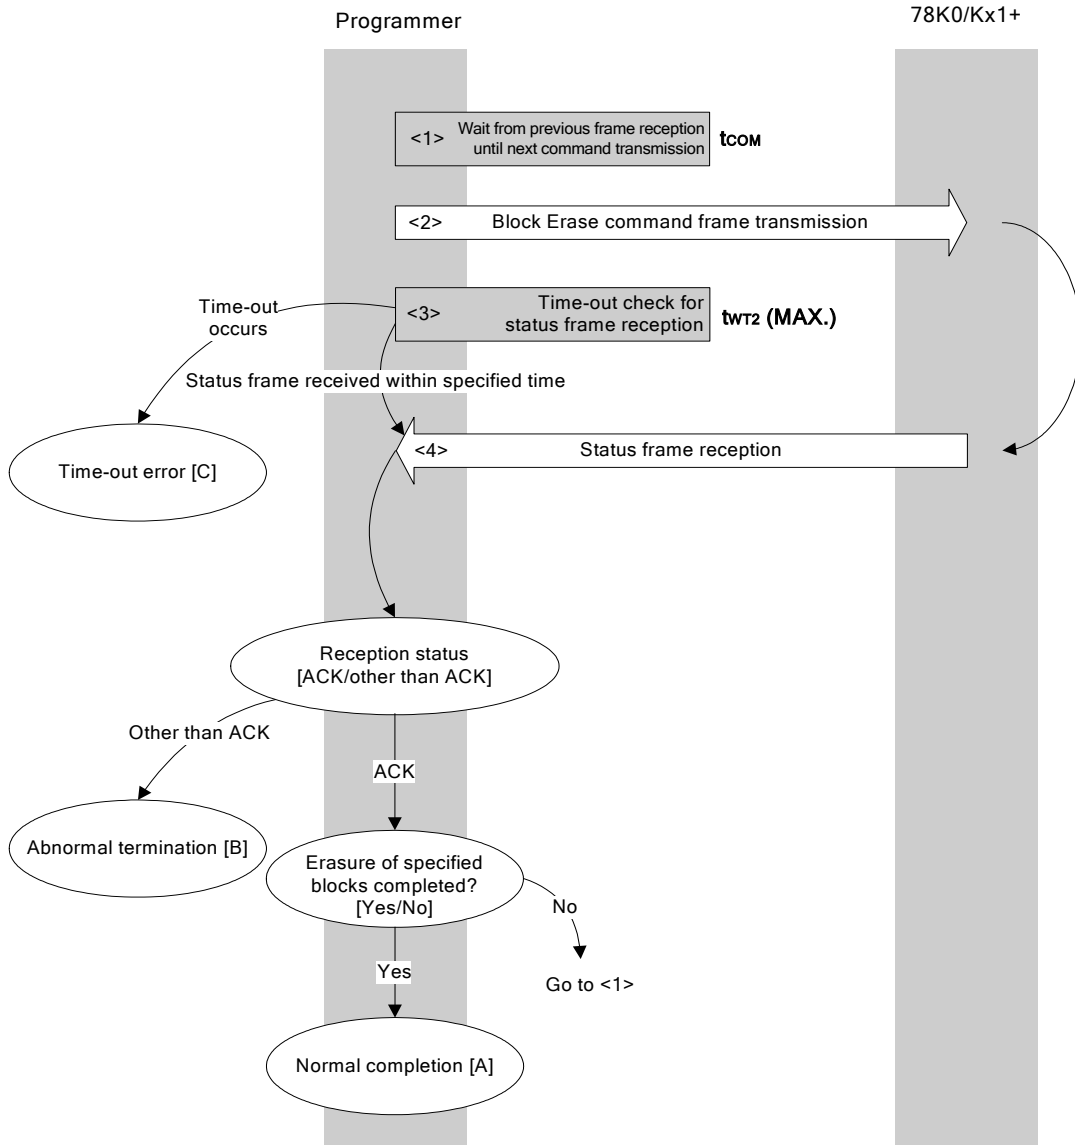 Programmer
78K0/Kx1+
<1>
Wait from previous frame reception
until next command transmission
tCOM
<2>
Block Erase command frame transmission
<3>
Time-out check for
status frame reception
tWT2 (MAX.)
Time-out
occurs
Status frame received within specified time
<4>
Status frame reception
Time-out error [C]
Reception status
[ACK/other than ACK]
Other than ACK
ACK
Abnormal termination [B]
Erasure of specified
blocks completed?
[Yes/No]
No
Yes
Go to <1>
Normal completion [A]